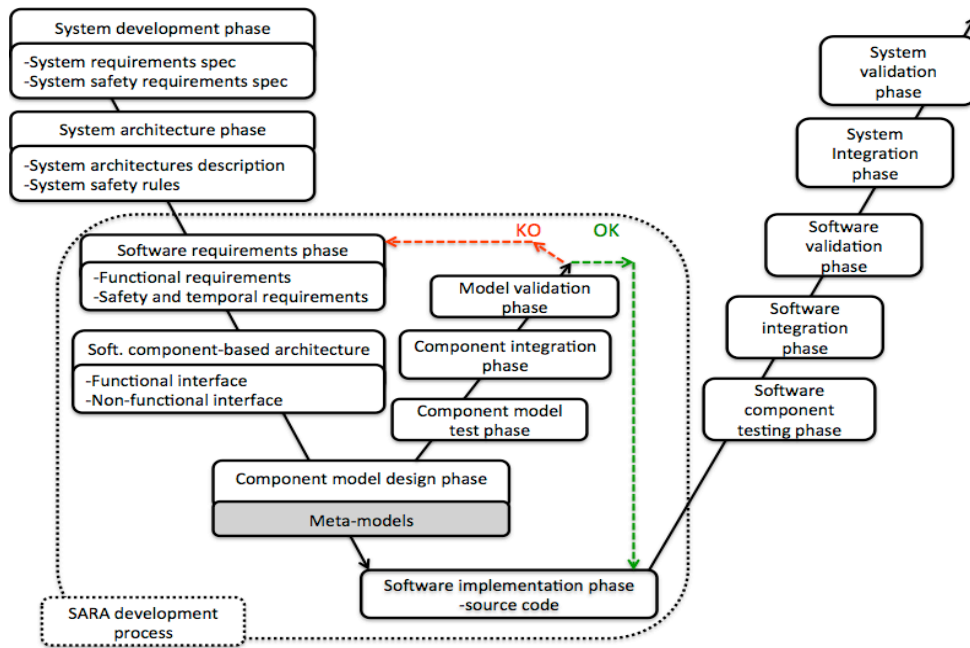 System development phase
-System requirements spec
-System safety requirements spec
System architecture phase
-System architectures description
-System safety rules
Software requirements phase
-Functional requirements
-Safety and temporal requirements
Soft. component-based architecture
-Functional interface
-Non-functional interface
Component model design phase
Meta-models
Software implementation phase
-source code
SARA development
process
KO
OK
Model validation
phase
Component integration
phase
Component model
test phase
System
validation
phase
System
Integration
phase
Software
validation
phase
Software
integration
phase
Software
component
testing phase